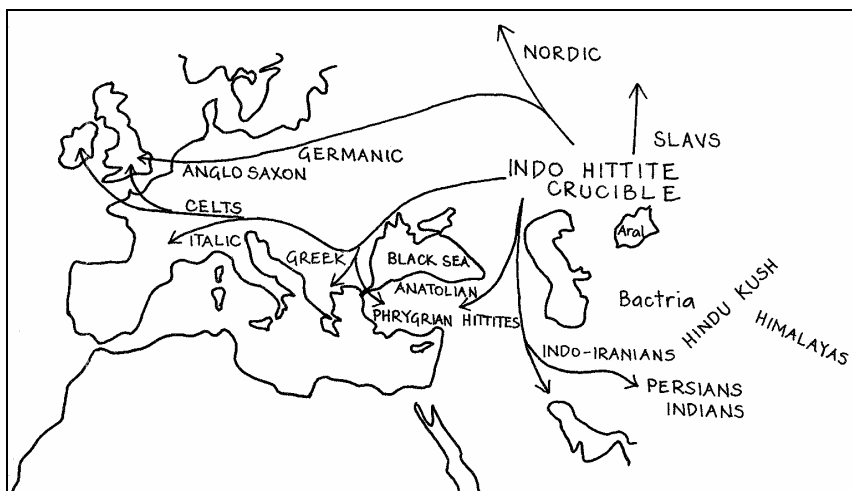 NORDIC
SLAVS
GERMANIC
ANGLO SAXON
INDO HITTITE
CRUCIBLE
CELTS
ITALIC
GREEK
BLACK SEA
Aral
ANATOLIAN
PHRYGRIAN HITTITES
Bactria
HINDU KUSH
HIMALAYAS
INDO-IRANIANS
PERSIANS
INDIANS